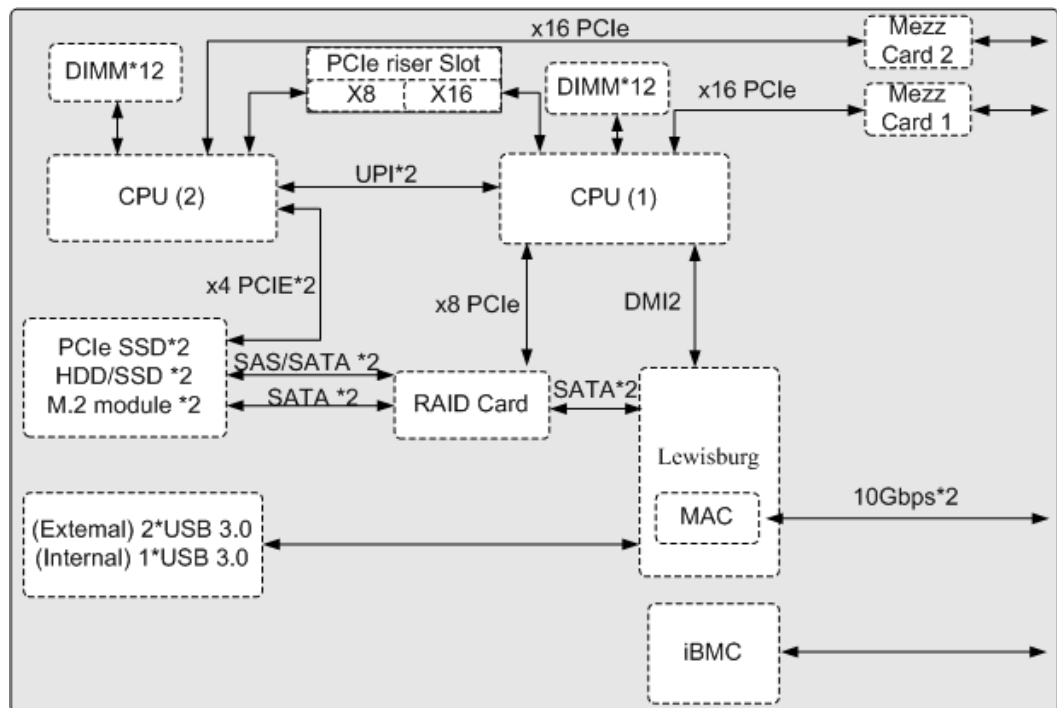 x16 PCIe
Mezz
Card 2
DIMM*12
PCIe riser Slot
X8 X16
DIMM*12
x16 PCIe
Mezz
Card 1
CPU (2)
UPI*2
CPU (1)
x4 PCIE*2
x8 PCIe
DMI2
PCIe SSD*2
HDD/SSD *2
M.2 module *2
SAS/SATA *2
SATA *2
RAID Card
SATA*2
Lewisburg
MAC
10Gbps*2
(External) 2*USB 3.0
(Internal) 1*USB 3.0
iBMC